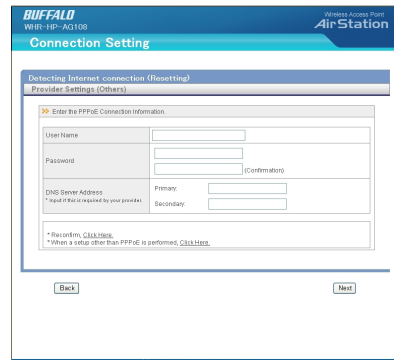 BUFFALO
Wireless Access Point
WHR-HP-AG108
AirStation
Connection Setting
Detecting Internet connection (Resetting)
Provider Settings (Others)
Enter the PPPoE Connection Information.
User Name
Password
(Confirmation)
DNS Server Address
* Input if this is required by your provider.
Primary:
Secondary:
* Reconfirm, Click Here.
* When a setup other than PPPoE is performed, Click Here.
Back
Next